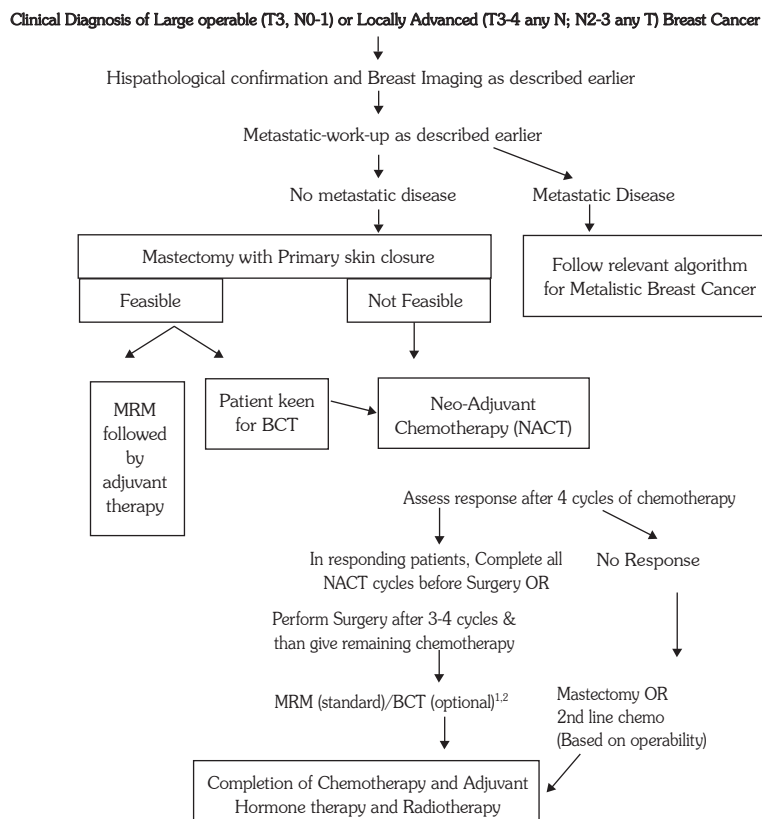 Clinical Diagnosis of Large operable (T3, N0-1) or Locally Advanced (T3-4 any N; N2-3 any T) Breast Cancer
Hispathological confirmation and Breast Imaging as described earlier
Metastatic-work-up as described earlier
No metastatic disease
Metastatic Disease
Mastectomy with Primary skin closure
Feasible
Not Feasible
Follow relevant algorithm
for Metalistic Breast Cancer
MRM
followed
by
adjuvant
therapy
Patient keen
for BCT
Neo-Adjuvant
Chemotherapy (NACT)
Assess response after 4 cycles of chemotherapy
In responding patients, Complete all
NACT cycles before Surgery OR
No Response
Perform Surgery after 3-4 cycles &
than give remaining chemotherapy
MRM (standard)/BCT (optional)1,2
Mastectomy OR
2nd line chemo
(Based on operability)
Completion of Chemotherapy and Adjuvant
Hormone therapy and Radiotherapy